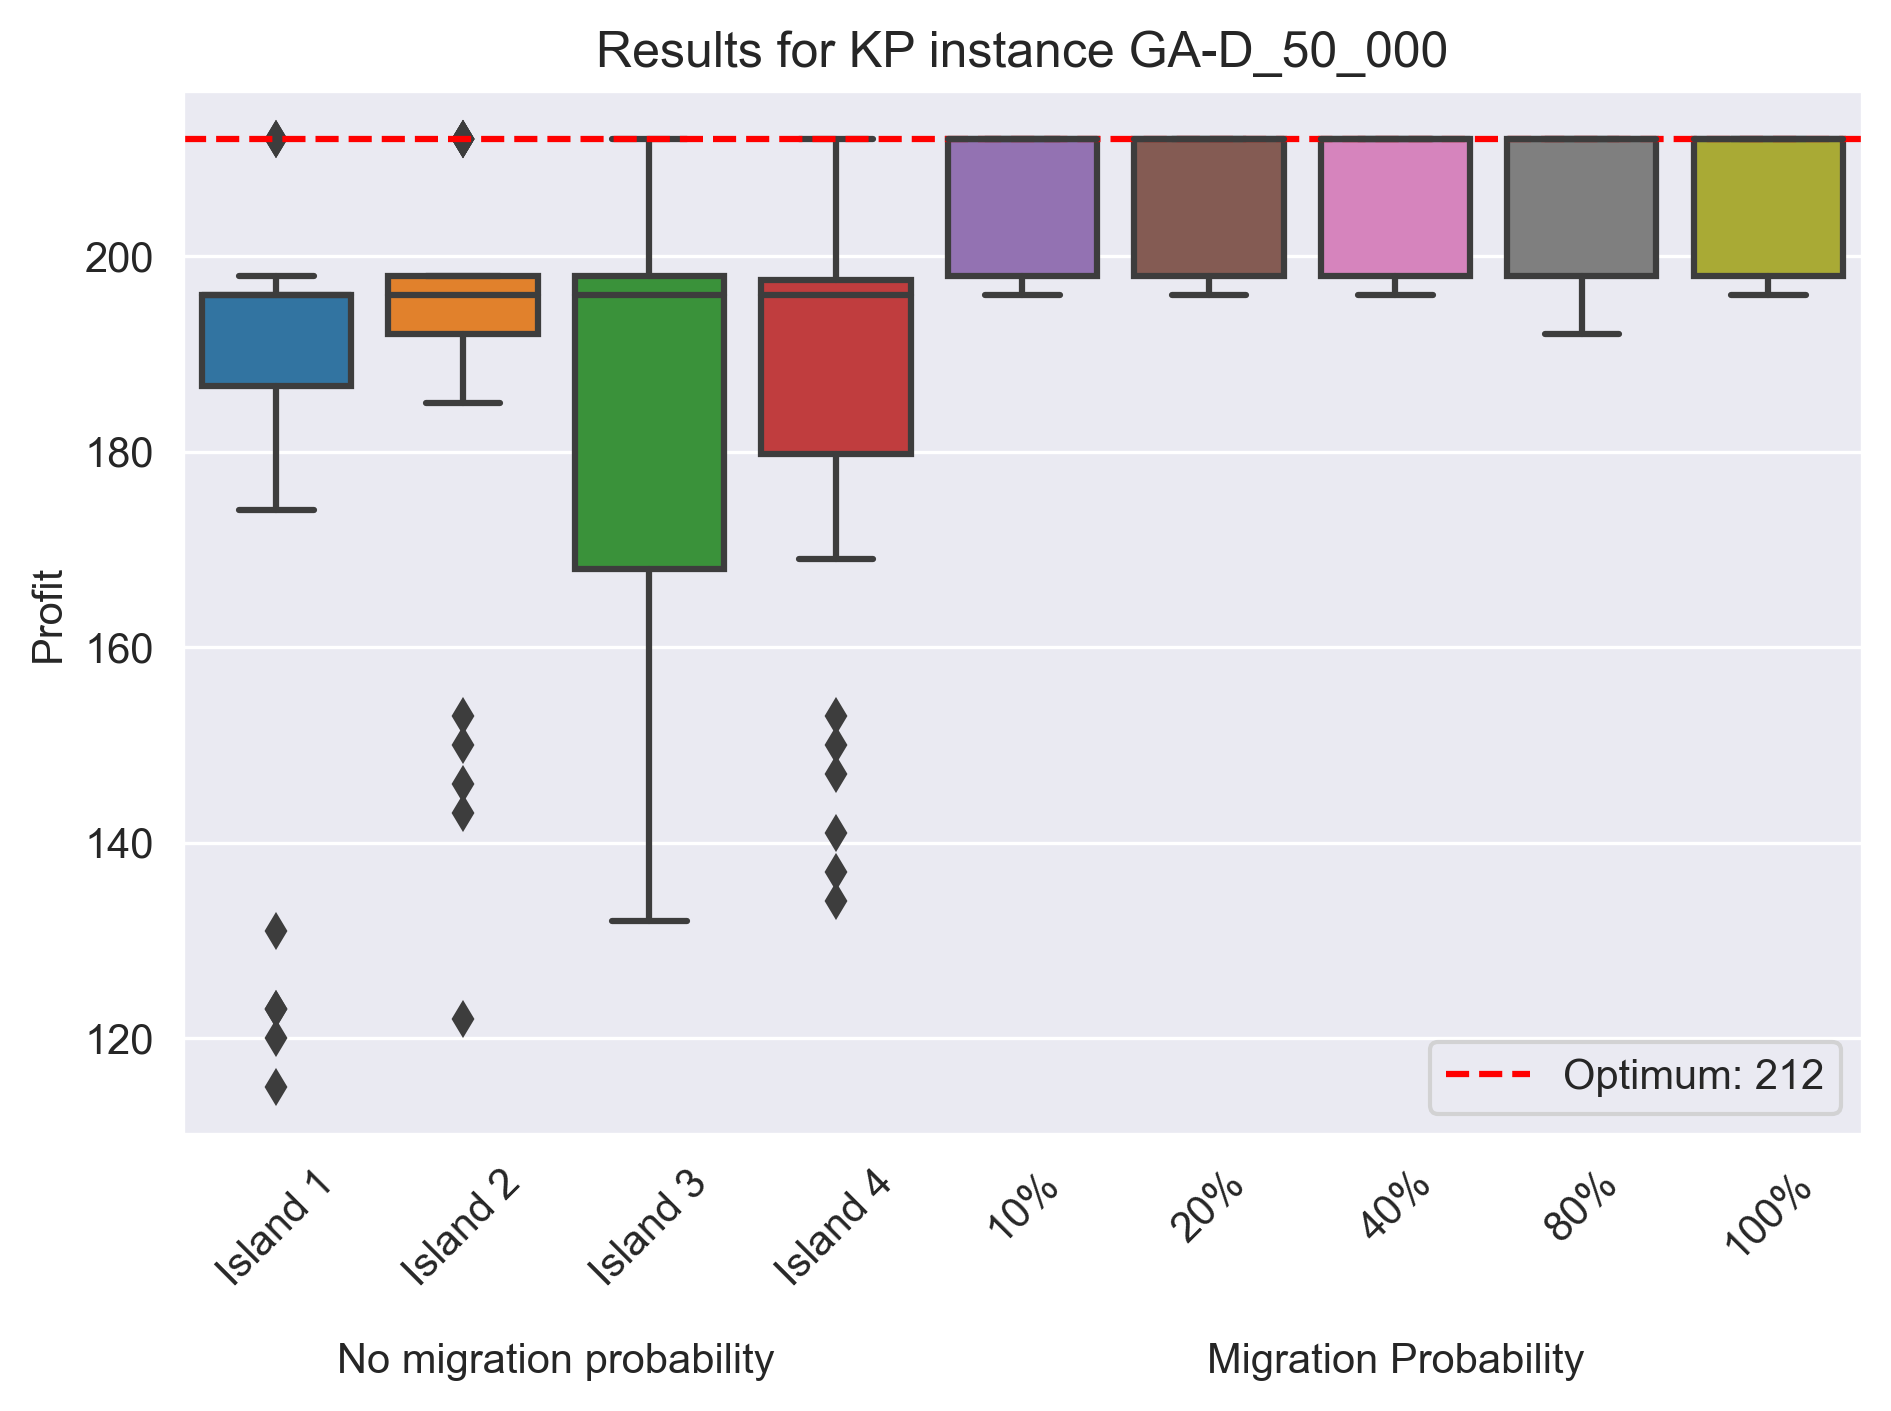 Results for KP instance GA-D_50_000
Profit
200
180
160
140
120
Optimum: 212
Island 1
Island 2
Island 3
Island 4
10%
20%
40%
80%
100%
No migration probability
Migration Probability